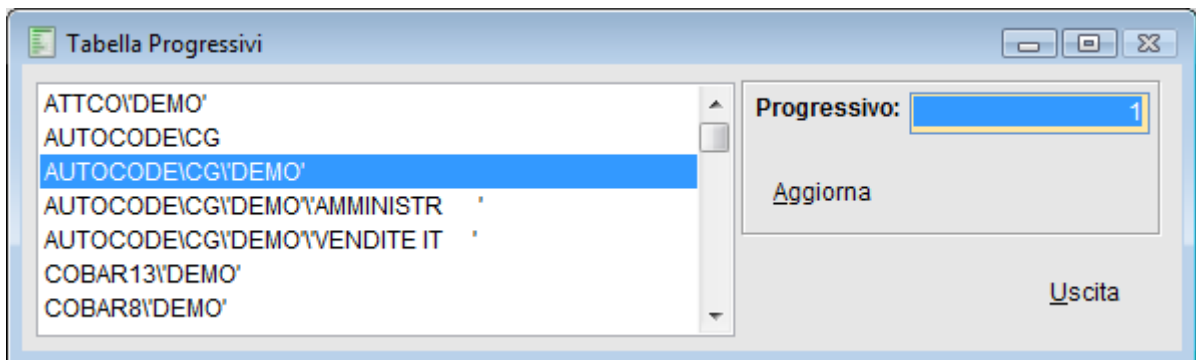 Tabella Progressivi
ATTCO\'DEMO'
AUTOCODE\CG
AUTOCODE\CG\'DEMO'
AUTOCODE\CG\'DEMO'\'AMMINISTR      '
AUTOCODE\CG\'DEMO'\'VENDITE IT     '
COBAR13\'DEMO'
COBAR8\'DEMO'
Progressivo: 1
Aggiorna
Uscita